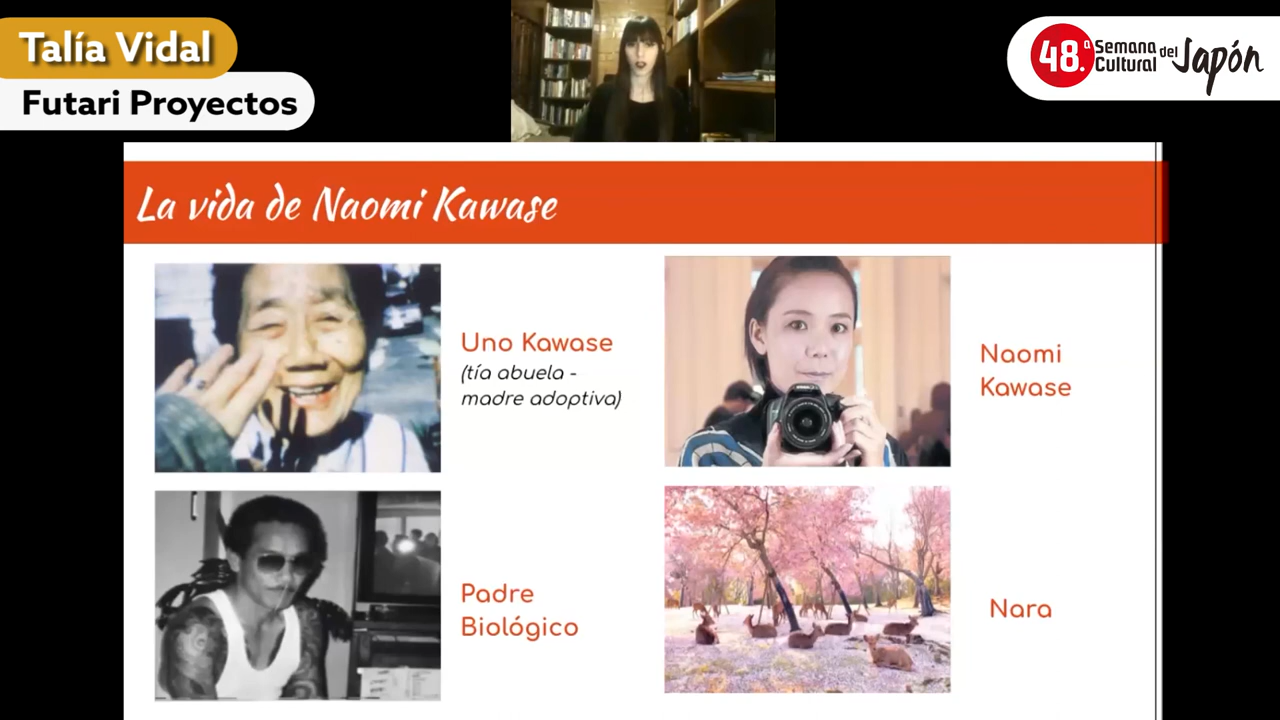 Talía Vidal
Futari Proyectos
48.ª Semana Cultural del Japón
La vida de Naomi Kawase
Uno Kawase
(tía abuela -
madre adoptiva)
Naomi
Kawase
Padre
Biológico
Nara